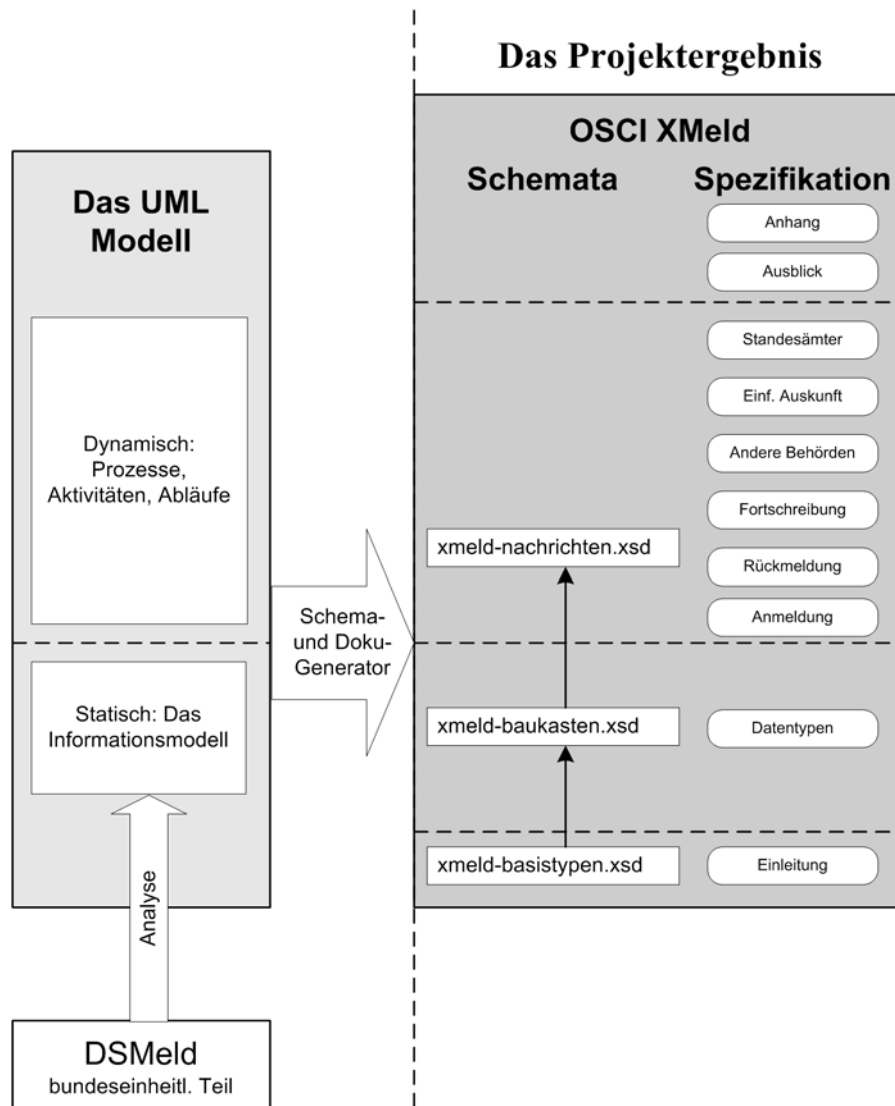 Das Projektergebnis
OSCI XMeld
Schemata
Spezifikation
Anhang
Ausblick
Standesämter
Einf. Auskunft
Andere Behörden
Fortschreibung
Rückmeldung
Anmeldung
Datentypen
Einleitung
xmeld-nachrichten.xsd
xmeld-baukasten.xsd
xmeld-basistypen.xsd
Das UML
Modell
Dynamisch:
Prozesse,
Aktivitäten, Abläufe
Statisch: Das
Informationsmodell
Schema-
und Doku-
Generator
Analyse
DSMeld
bundeseinheitl. Teil